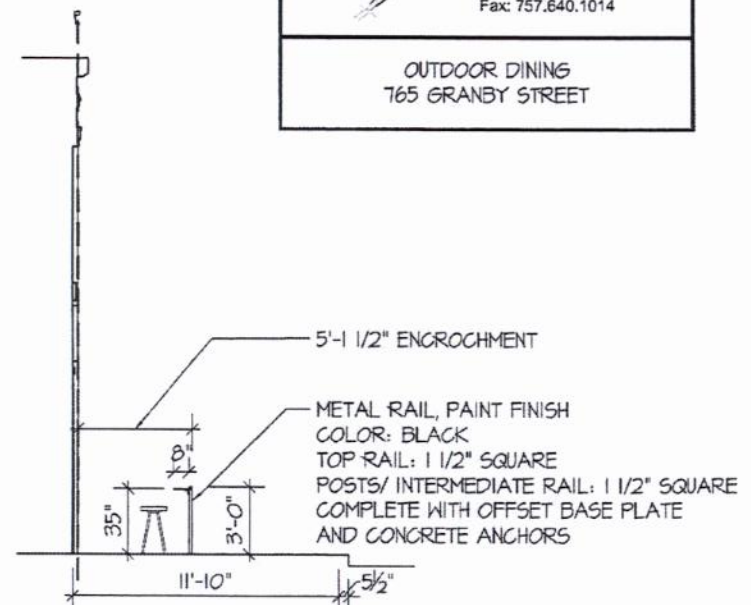 Fax: 757.640.1014
OUTDOOR DINING
765 GRANBY STREET
5'-1 1/2" ENCROCHMENT
METAL RAIL, PAINT FINISH
COLOR: BLACK
TOP RAIL: 1 1/2" SQUARE
POSTS/ INTERMEDIATE RAIL: 1 1/2" SQUARE
COMPLETE WITH OFFSET BASE PLATE
AND CONCRETE ANCHORS
8"
35"
3'-0"
11'-10"
5 1/2"